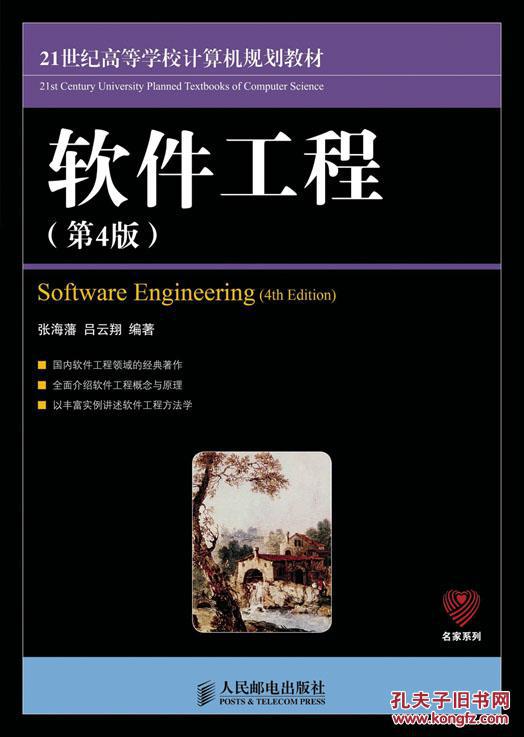 21世纪高等学校计算机规划教材
21st Century University Planned Textbooks of Computer Science
软件工程
（第4版）
Software Engineering (4th Edition)
张海藩 吕云翔 编著
国内软件工程领域的经典著作
全面介绍软件工程概念与原理
以丰富实例讲述软件工程方法学
名家系列
人民邮电出版社
POSTS & TELECOM PRESS
孔夫子旧书网
www.kongfz.com